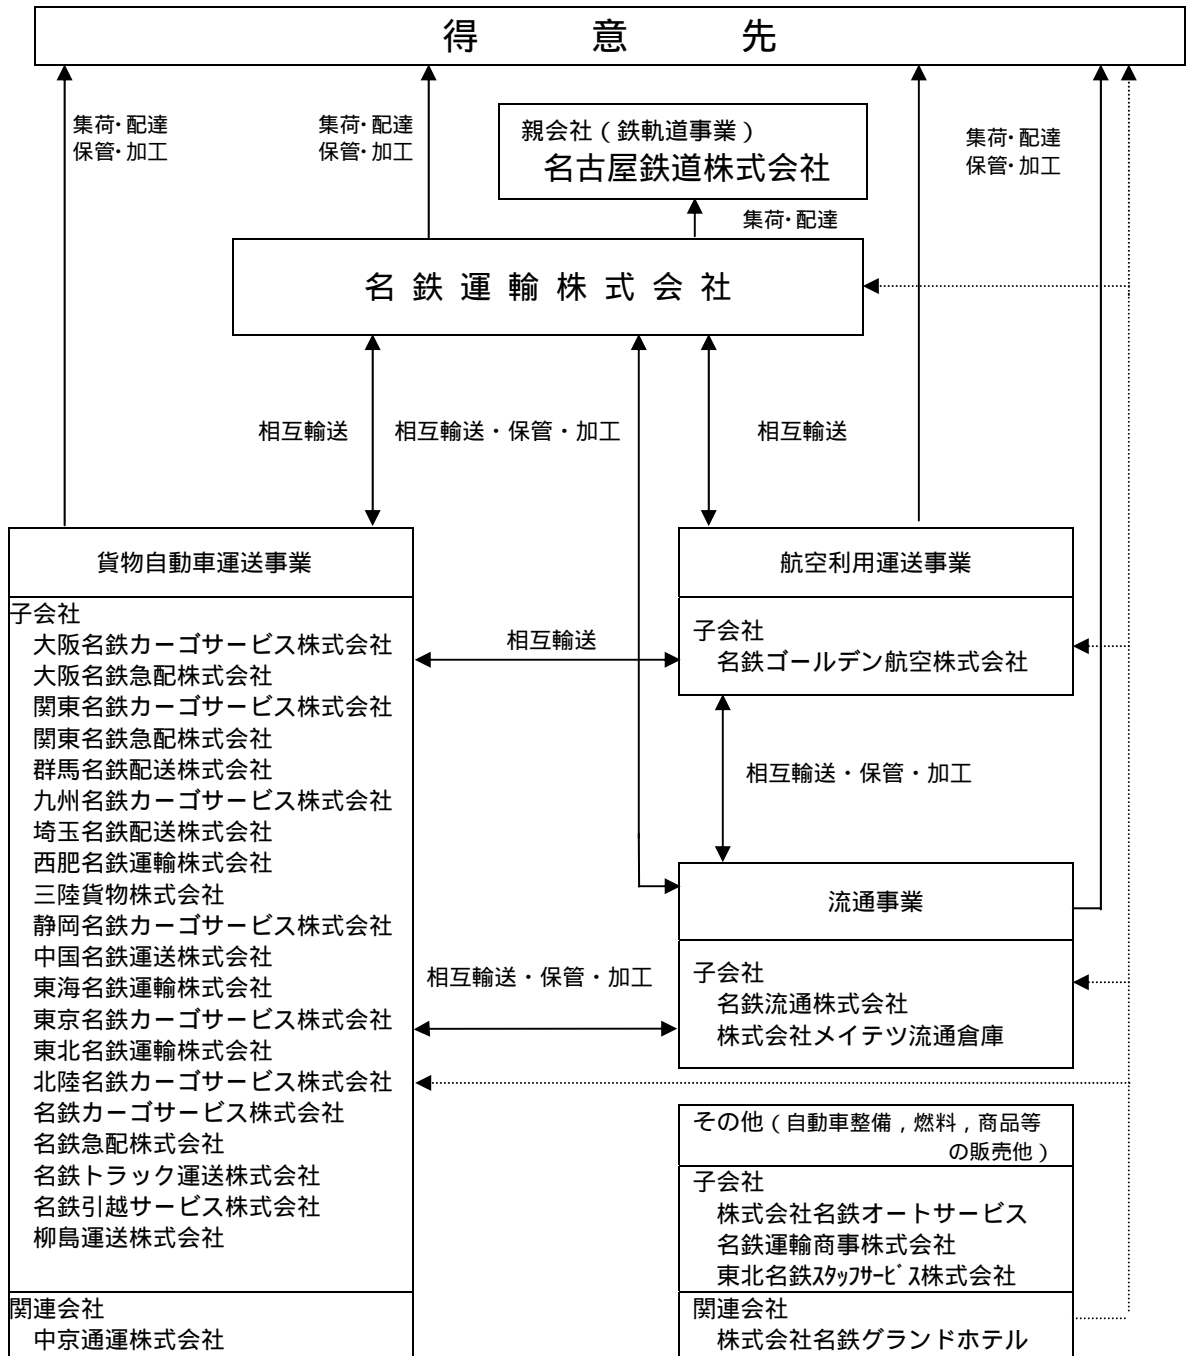 得意先
集荷・配達
保管・加工
集荷・配達
保管・加工
親会社（鉄軌道事業）
名古屋鉄道株式会社
集荷・配達
保管・加工
集荷・配達
名鉄運輸株式会社
相互輸送
相互輸送・保管・加工
相互輸送
貨物自動車運送事業
子会社
大阪名鉄カーゴサービス株式会社
大阪名鉄急配株式会社
関東名鉄カーゴサービス株式会社
関東名鉄急配株式会社
群馬名鉄配送株式会社
九州名鉄カーゴサービス株式会社
埼玉名鉄配送株式会社
西肥名鉄運輸株式会社
三陸貨物株式会社
静岡名鉄カーゴサービス株式会社
中国名鉄運送株式会社
東海名鉄運輸株式会社
東京名鉄カーゴサービス株式会社
東北名鉄運輸株式会社
北陸名鉄カーゴサービス株式会社
名鉄カーゴサービス株式会社
名鉄急配株式会社
名鉄トラック運送株式会社
名鉄引越サービス株式会社
柳島運送株式会社
関連会社
中京通運株式会社
相互輸送
相互輸送・保管・加工
航空利用運送事業
子会社
名鉄ゴールデン航空株式会社
相互輸送・保管・加工
流通事業
子会社
名鉄流通株式会社
株式会社メイテツ流通倉庫
その他（自動車整備，燃料，商品等
の販売他）
子会社
株式会社名鉄オートサービス
名鉄運輸商事株式会社
東北名鉄ｽﾀｯﾌｻｰﾋﾞｽ株式会社
関連会社
株式会社名鉄グランドホテル